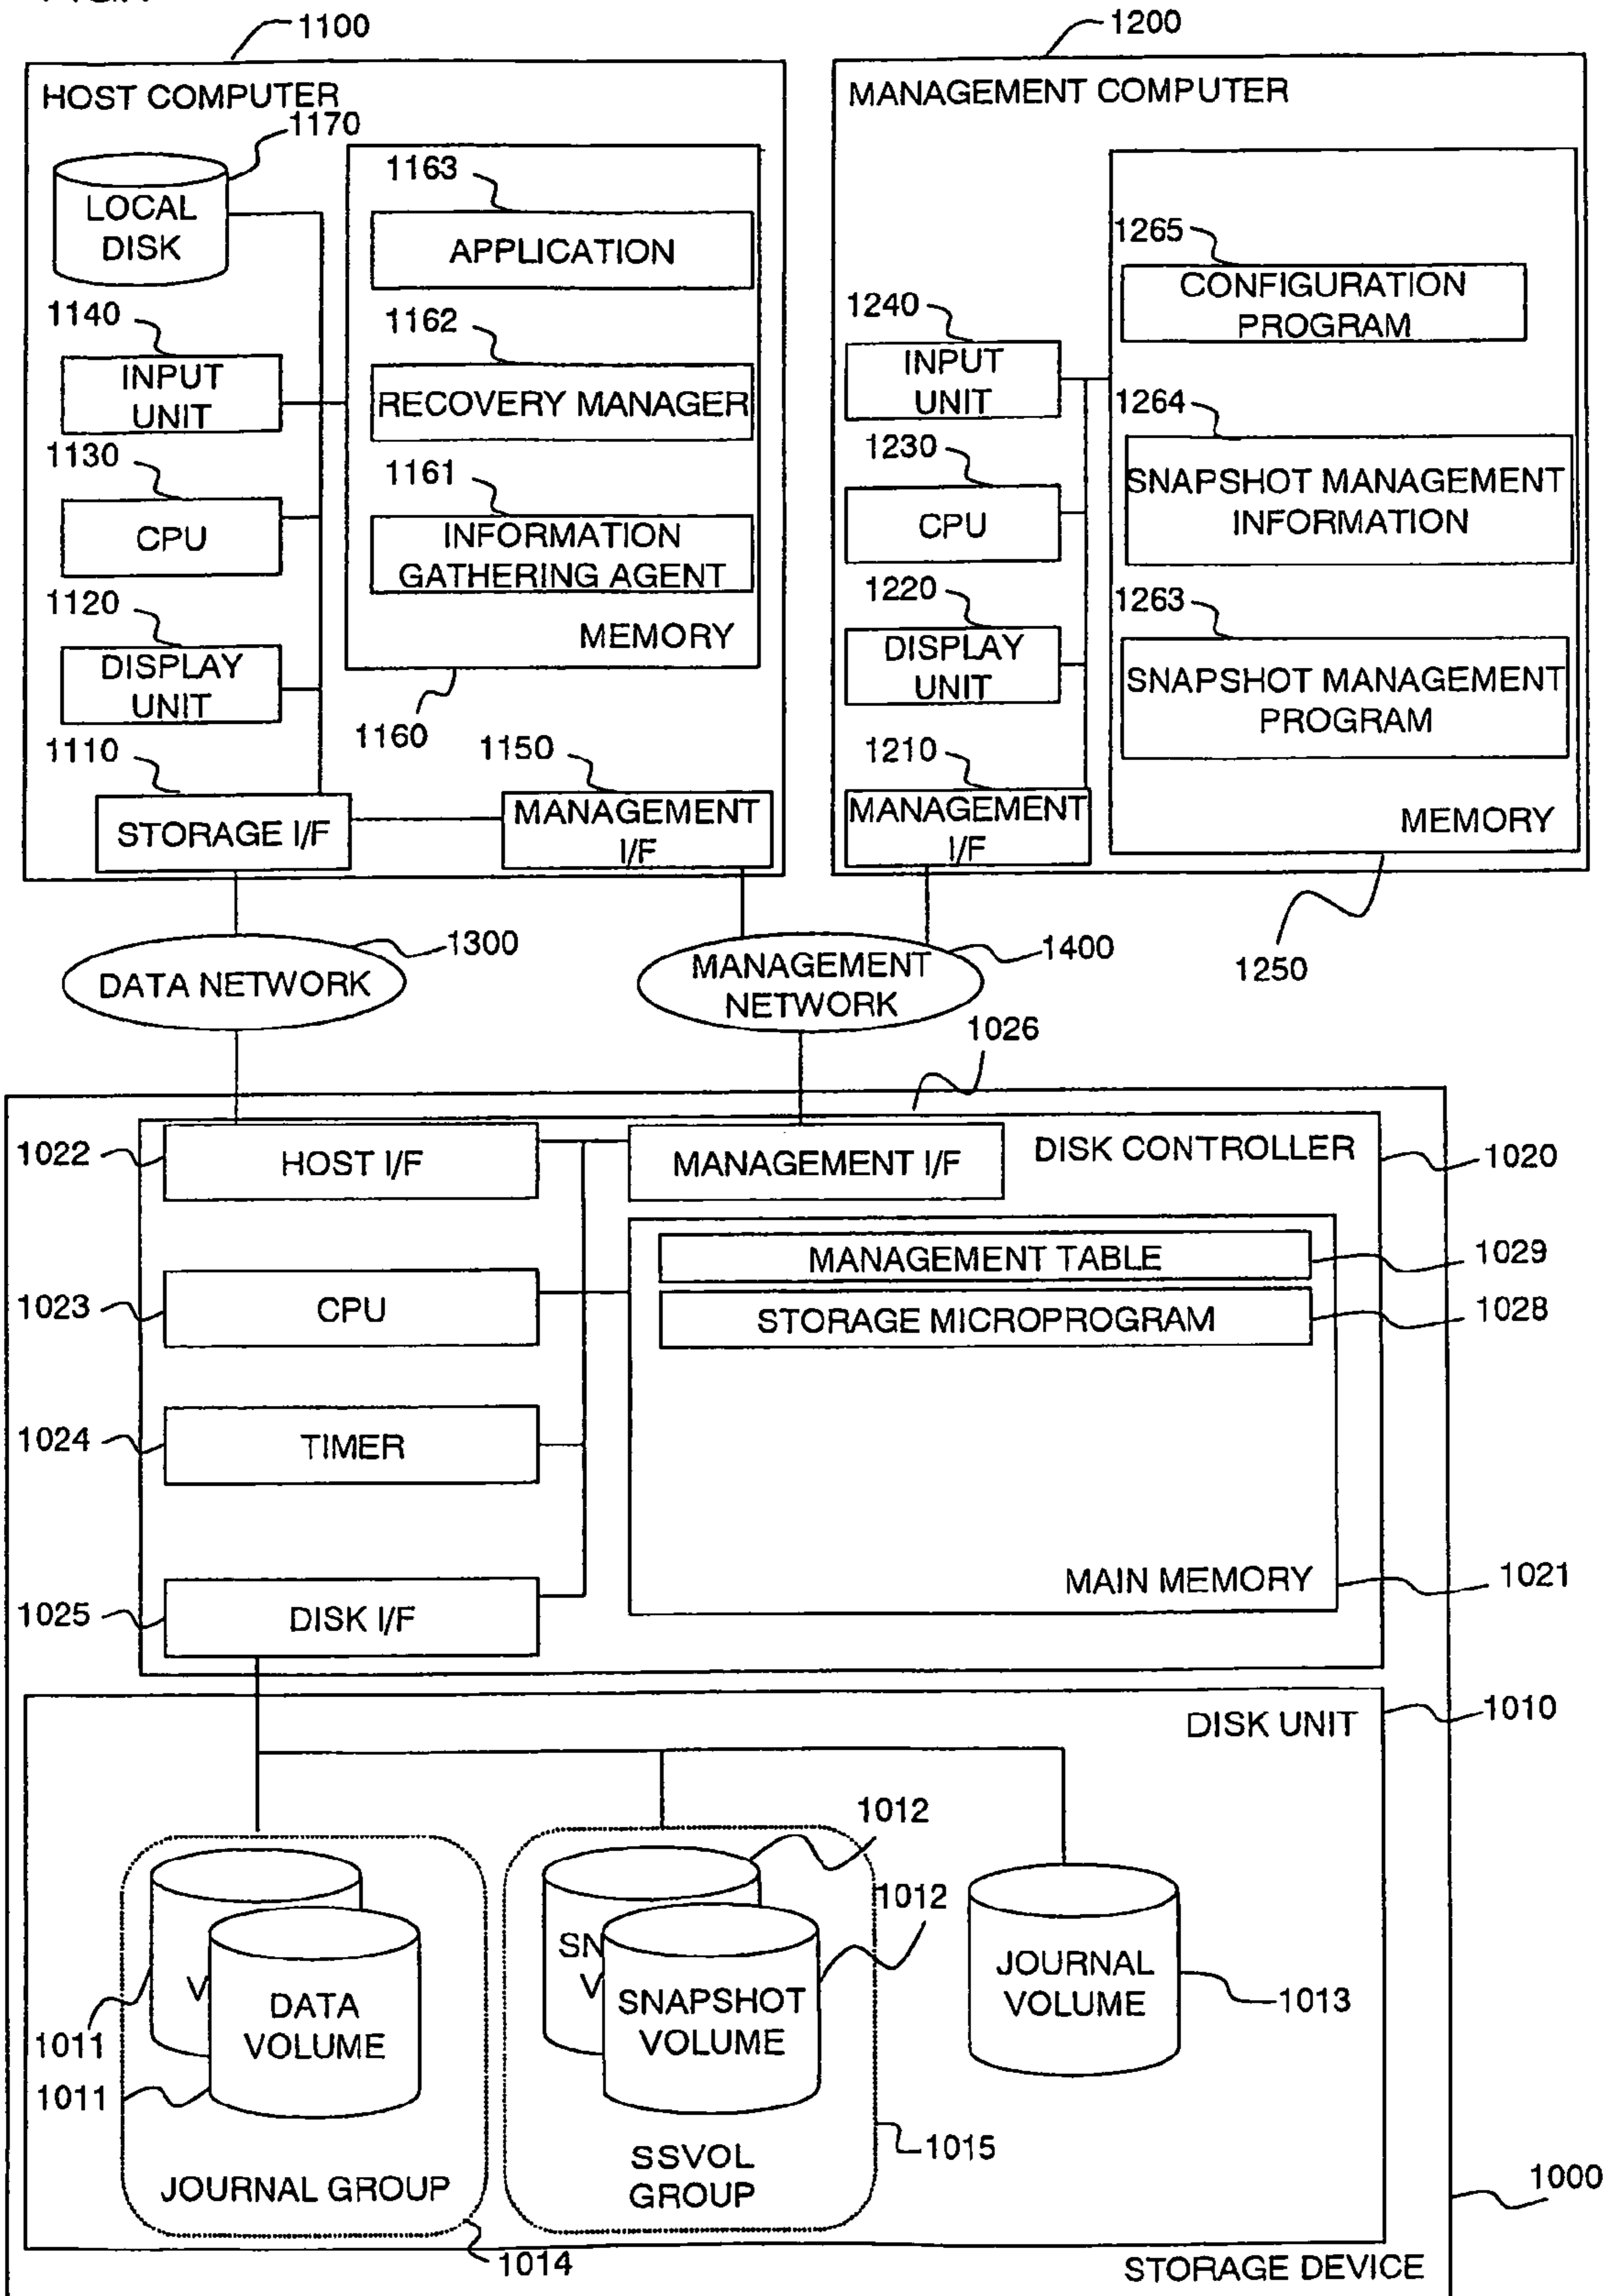 1100
1200
HOST COMPUTER
1170
LOCAL
DISK
1163
APPLICATION
1140
INPUT
UNIT
1162
RECOVERY MANAGER
1130
CPU
1161
INFORMATION
GATHERING AGENT
1120
DISPLAY
UNIT
MEMORY
1160
1110
STORAGE I/F
1150
MANAGEMENT
I/F
MANAGEMENT COMPUTER
1265
CONFIGURATION
PROGRAM
1240
INPUT
UNIT
1264
SNAPSHOT MANAGEMENT
INFORMATION
1230
CPU
1220
DISPLAY
UNIT
1263
SNAPSHOT MANAGEMENT
PROGRAM
1210
MANAGEMENT
I/F
MEMORY
1250
1300
DATA NETWORK
1400
MANAGEMENT
NETWORK
1026
1022
HOST I/F
MANAGEMENT I/F
DISK CONTROLLER
1020
MANAGEMENT TABLE
1029
1023
CPU
STORAGE MICROPROGRAM
1028
1024
TIMER
MAIN MEMORY
1021
1025
DISK I/F
DISK UNIT
1010
1012
1012
SN
V
SNAPSHOT
VOLUME
JOURNAL
VOLUME
1013
V
DATA
VOLUME
1011
1011
1015
SSVOL
GROUP
JOURNAL GROUP
1014
1000
STORAGE DEVICE